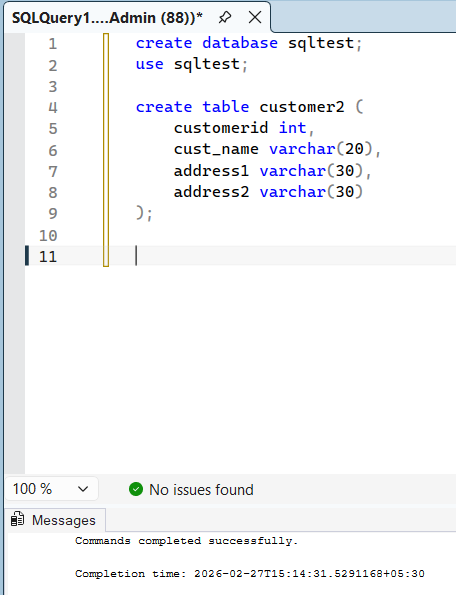 SQLQuery1....Admin (88))*
1 create database sqltest;
2 use sqltest;
3
4 create table customer2 (
5 customerid int,
6 cust_name varchar(20),
7 address1 varchar(30),
8 address2 varchar(30)
9 );
10
11
100 %
No issues found
Messages
Commands completed successfully.
Completion time: 2026-02-27T15:14:31.5291168+05:30